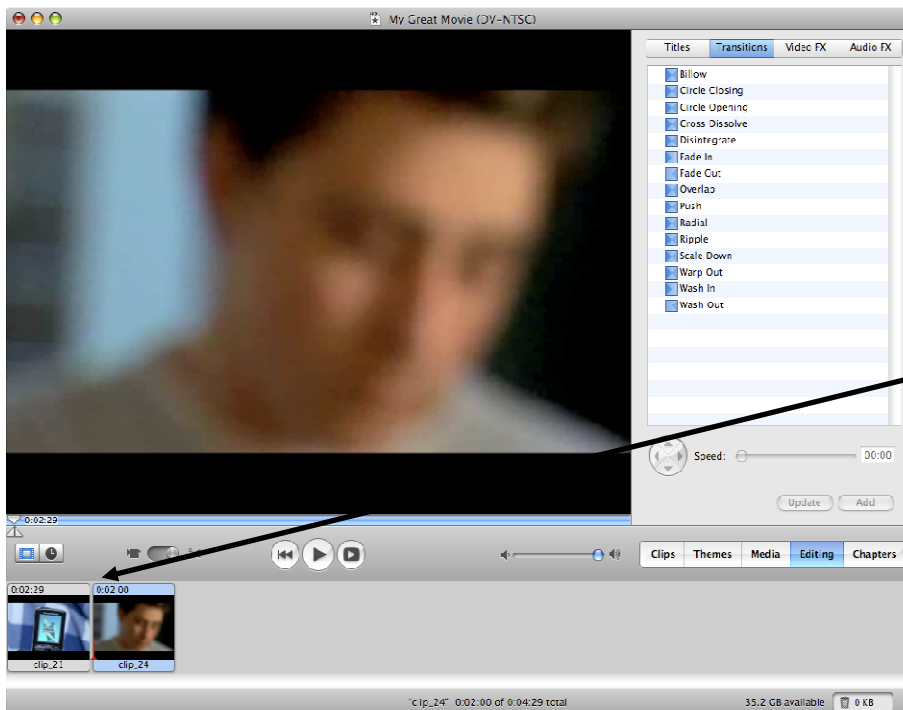 My Great Movie (DV-NTSC)
Titles Transitions Video FX Audio FX
Billow
Circle Closing
Circle Opening
Cross Dissolve
Disintegrate
Fade In
Fade Out
Overlap
Push
Radial
Ripple
Scale Down
Warp Out
Wash In
Wash Out
Speed: 00:00
Update Add
0:02:29
Clips Themes Media Editing Chapters
0:02:29 0:02:00
clip_21 clip_24
"clip_24" 0:02:00 of 0:04:29 total 35.2 GB available 0 KB